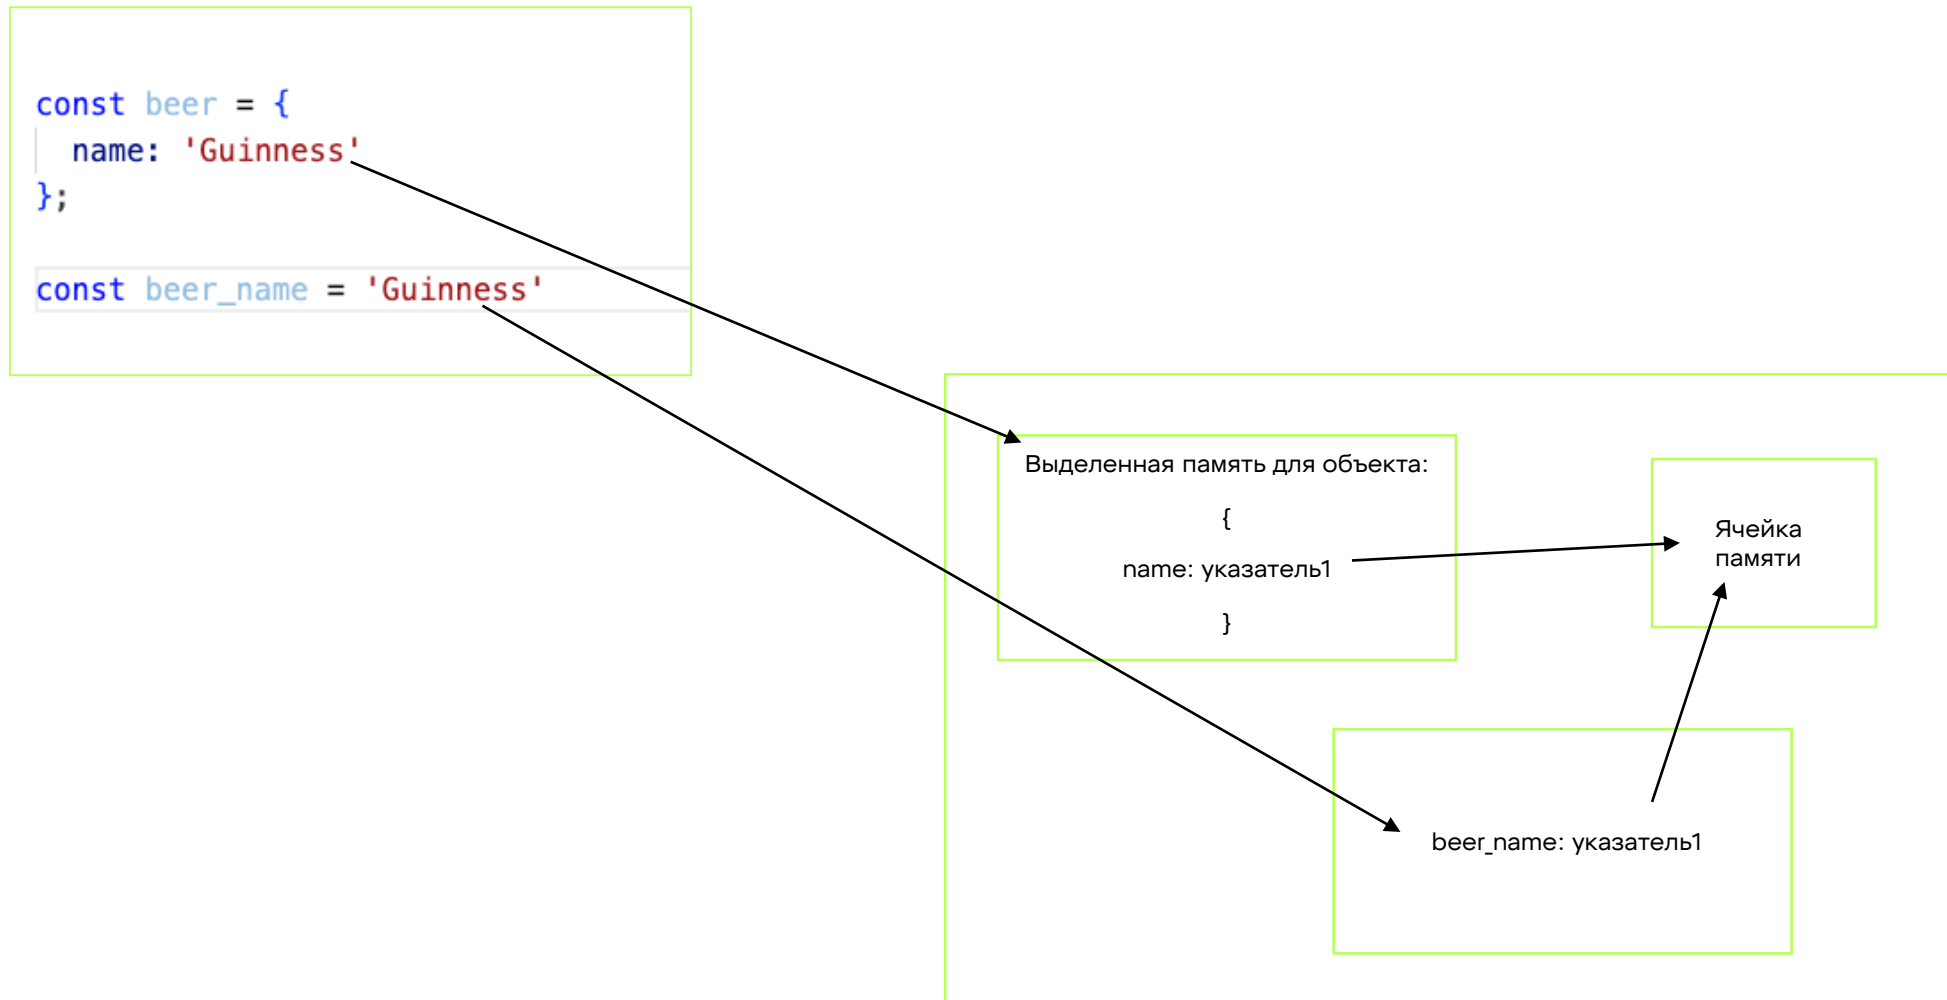 const beer = {
name: 'Guinness'
};
const beer_name = 'Guinness'
Выделенная память для объекта:
{
name: указатель1
}
Ячейка
памяти
beer_name: указатель1